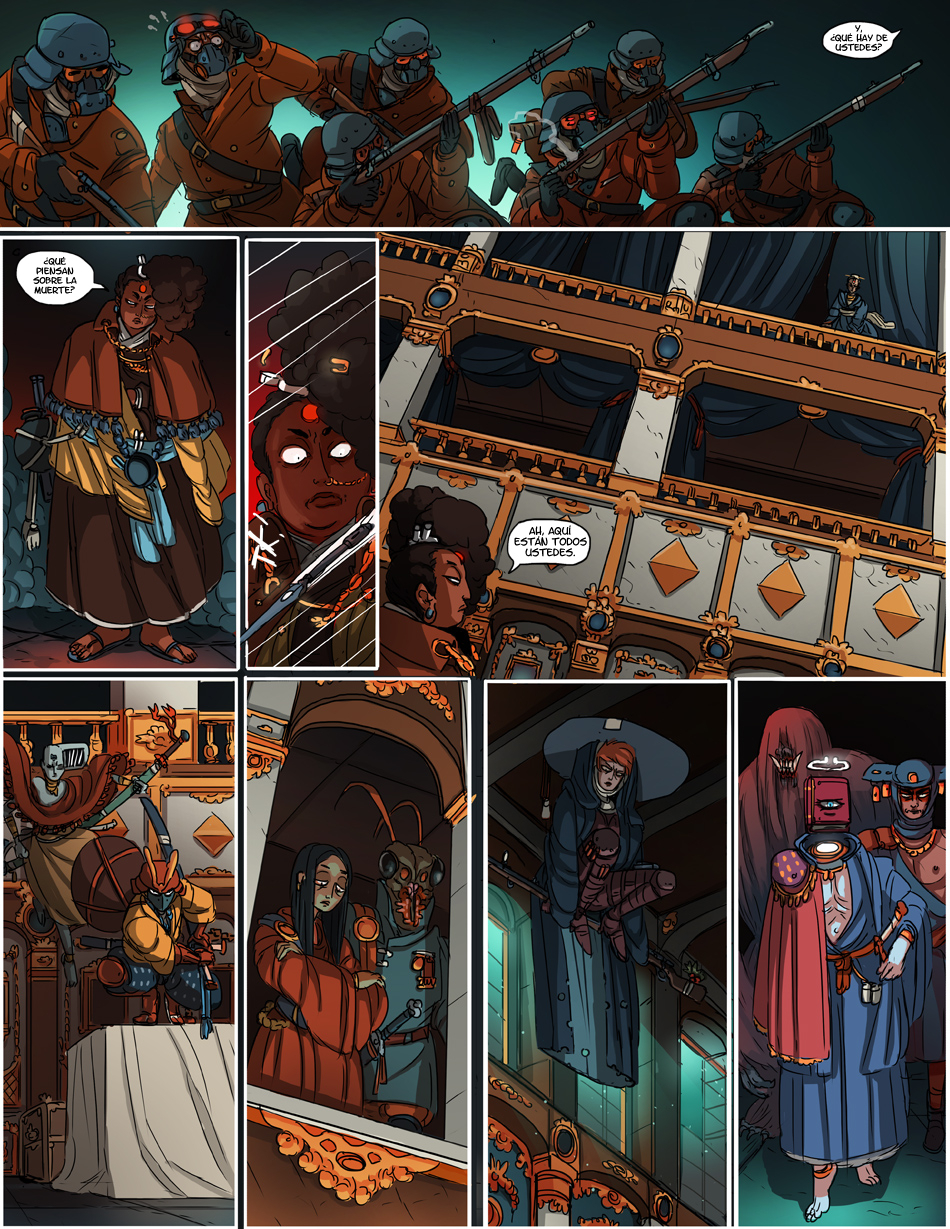 Y,
¿QUÉ HAY DE
USTEDES?
¿QUÉ
PIENSAN
SOBRE LA
MUERTE?
AH, AQUÍ
ESTÁN TODOS
USTEDES.